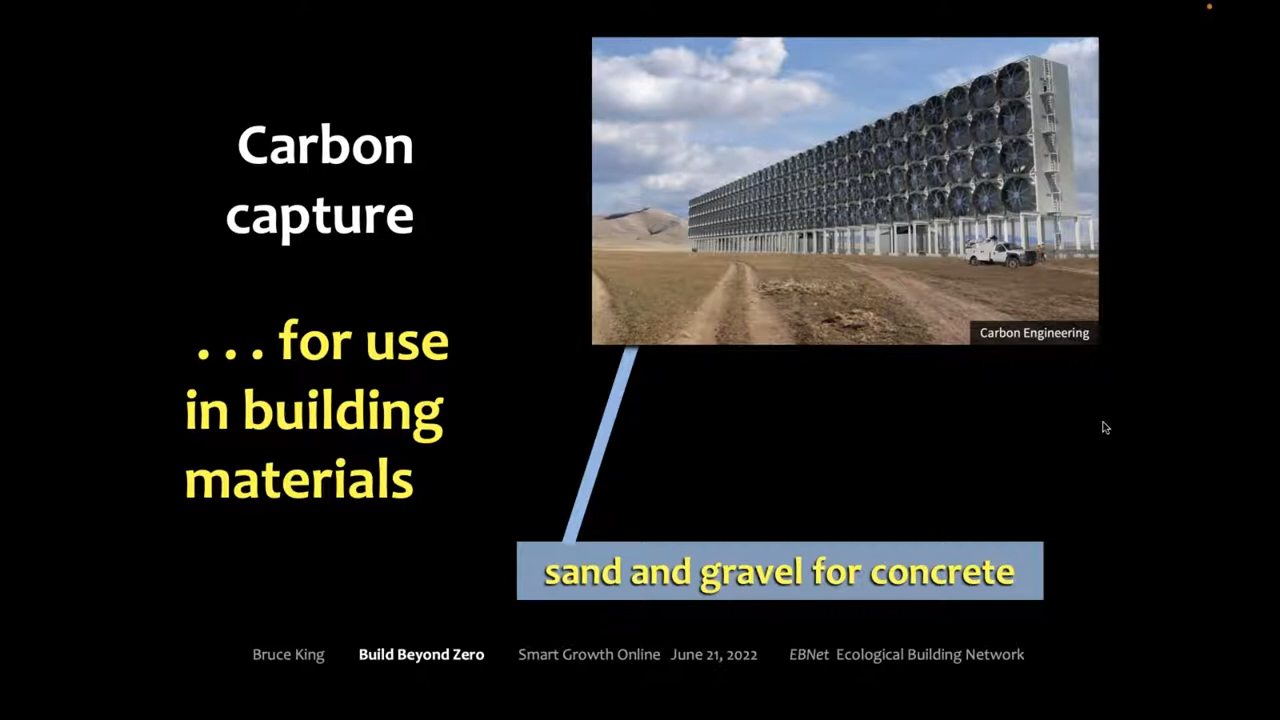 Carbon
capture
. . . for use
in building
materials
Carbon Engineering
sand and gravel for concrete
Bruce King Build Beyond Zero Smart Growth Online June 21, 2022 EBNet Ecological Building Network